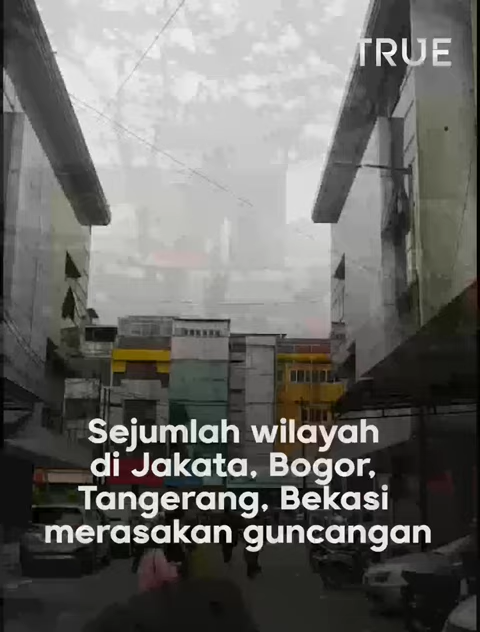 TRUE
Sejumlah wilayah
di Jakata, Bogor,
Tangerang, Bekasi
merasakan guncangan